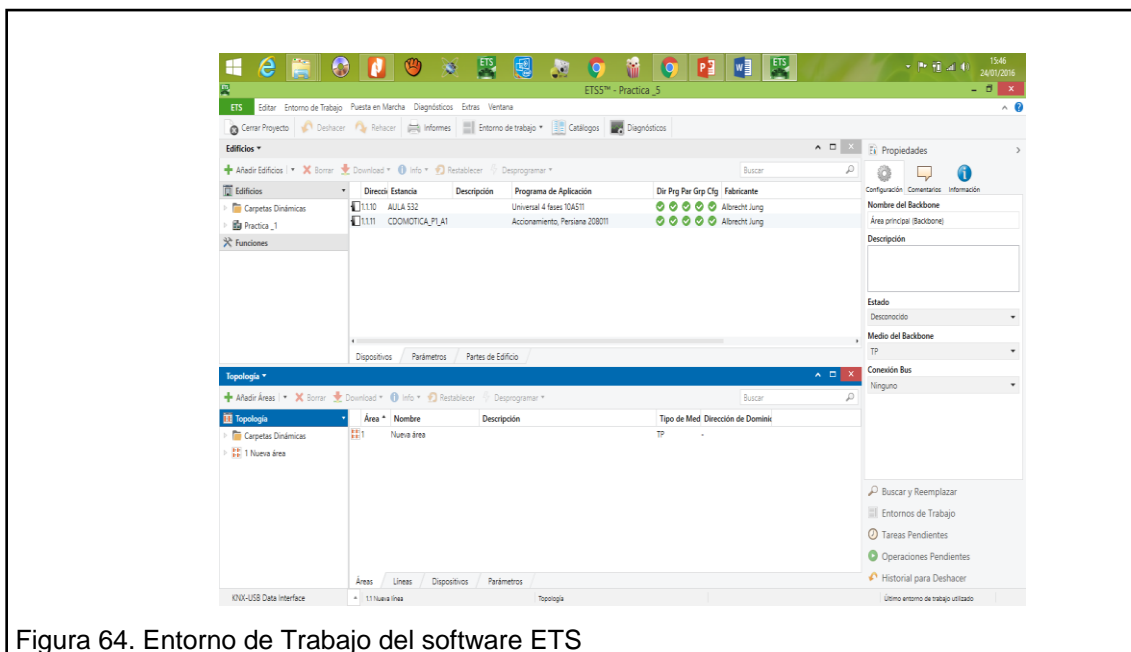 ETS
ETS
15:46
24/01/2016
ETS5™ - Practica _5
ETS Editar Entorno de Trabajo Puesta en Marcha Diagnósticos Extras Ventana
Cerrar Proyecto Deshacer Rehacer Informes Entorno de trabajo Catálogos Diagnósticos
Edificios
Añadir Edificios Borrar Download Info Restablecer Desprogramar Buscar
Edificios
Carpetas Dinámicas
Practica _1
Funciones
Direcció Estancia Descripción Programa de Aplicación Dir Prg Par Grp Cfg Fabricante
1.1.10 AULA 532 Universal 4 fases 10A511 Albrecht Jung
1.1.11 CDOMOTICA_P1_A1 Accionamiento, Persiana 208011 Albrecht Jung
Dispositivos Parámetros Partes de Edificio
Topología
Añadir Áreas Borrar Download Info Restablecer Desprogramar Buscar
Topología
Carpetas Dinámicas
1 Nueva área
Área Nombre Descripción Tipo de Med Dirección de Dominic
1 Nueva área TP -
Áreas Líneas Dispositivos Parámetros
Propiedades
Configuración Comentarios Información
Nombre del Backbone
Área principal (Backbone)
Descripción
Estado
Desconocido
Medio del Backbone
TP
Conexión Bus
Ninguno
Buscar y Reemplazar
Entornos de Trabajo
Tareas Pendientes
Operaciones Pendientes
Historial para Deshacer
KNX-USB Data Interface 1.1 Nueva línea Topología Último entorno de trabajo utilizado
Figura 64. Entorno de Trabajo del software ETS